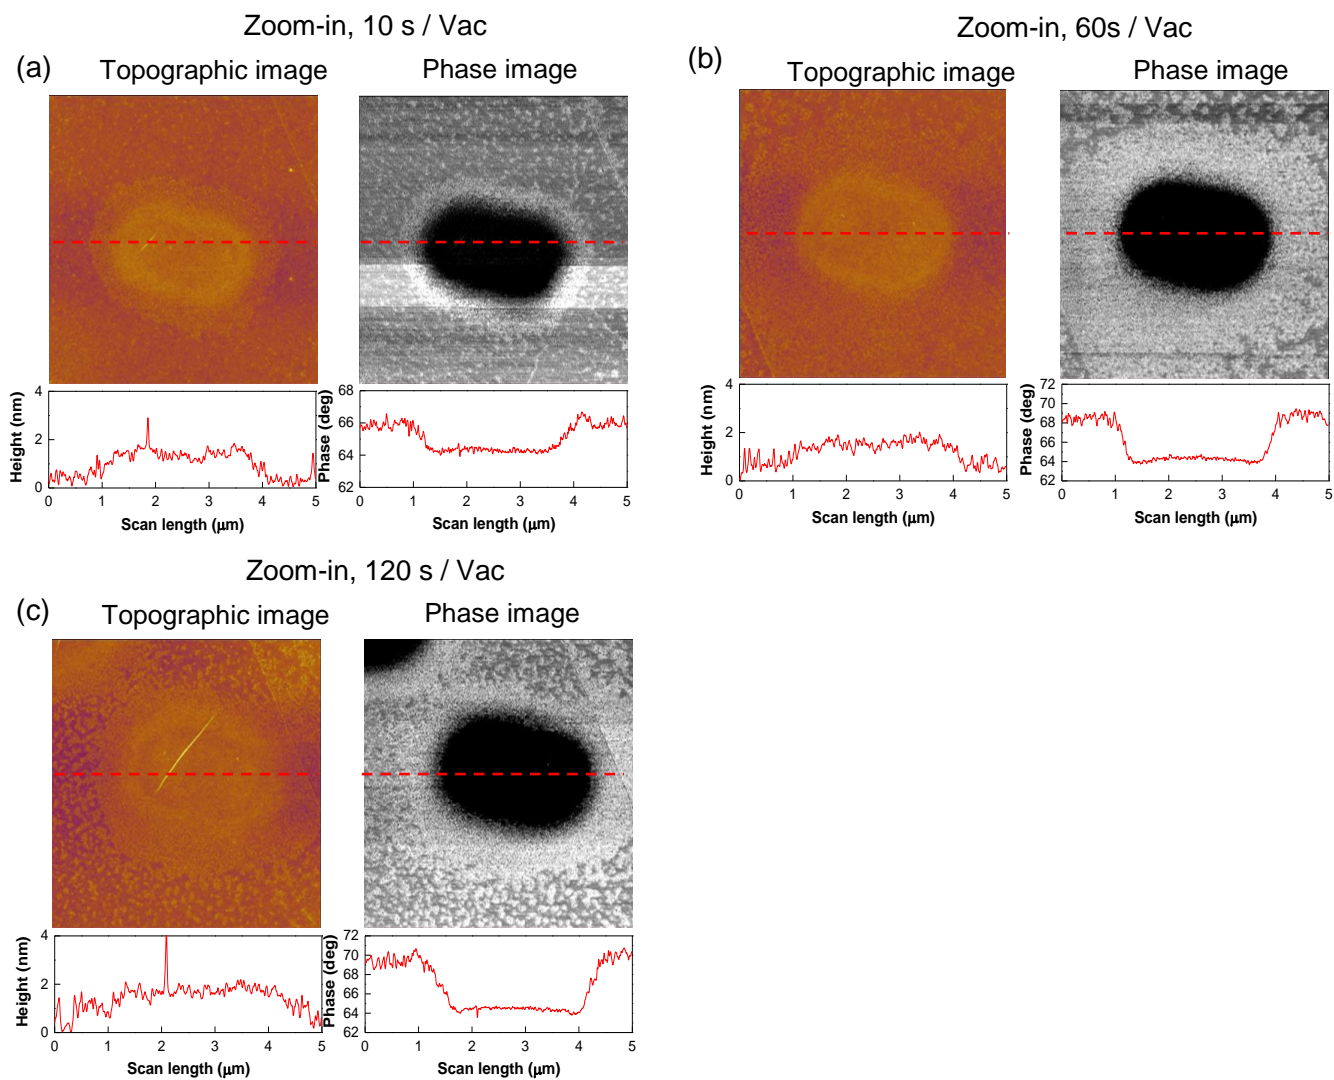 Zoom-in, 10 s / Vac
(a)
Topographic image
Phase image
4
2
0
Height (nm)
0 1 2 3 4 5
Scan length (μm)
68
66
64
62
Phase (deg)
0 1 2 3 4 5
Scan length (μm)
Zoom-in, 60s / Vac
(b)
Topographic image
Phase image
4
2
0
Height (nm)
0 1 2 3 4 5
Scan length (μm)
72
70
68
66
64
62
Phase (deg)
0 1 2 3 4 5
Scan length (μm)
Zoom-in, 120 s / Vac
(c)
Topographic image
Phase image
4
2
0
Height (nm)
0 1 2 3 4 5
Scan length (μm)
72
70
68
66
64
62
Phase (deg)
0 1 2 3 4 5
Scan length (μm)